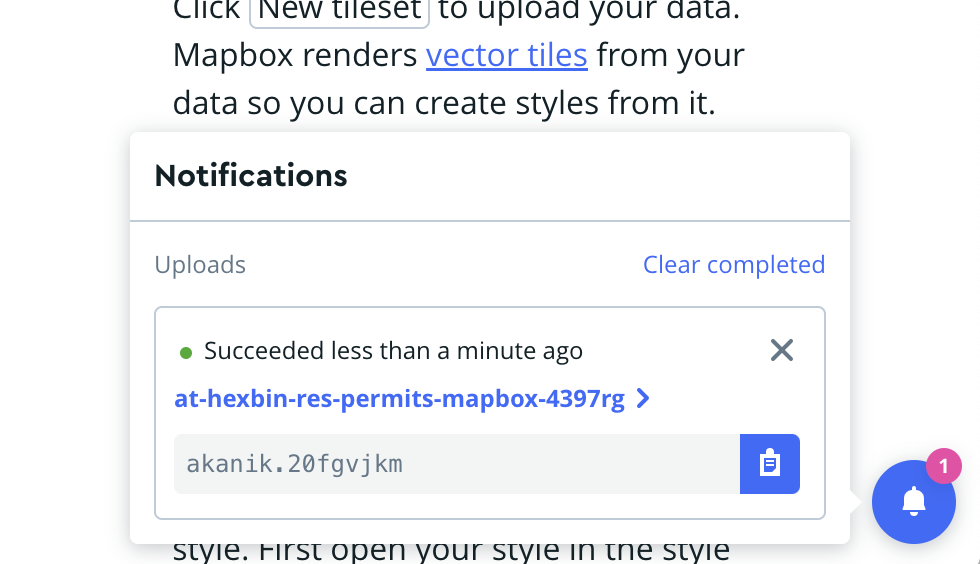 Click New tileset to upload your data.
Mapbox renders vector tiles from your
data so you can create styles from it.
Notifications
Uploads
Clear completed
Succeeded less than a minute ago
at-hexbin-res-permits-mapbox-4397rg
akanik.20fgvjkm
1
style. First open your style in the style